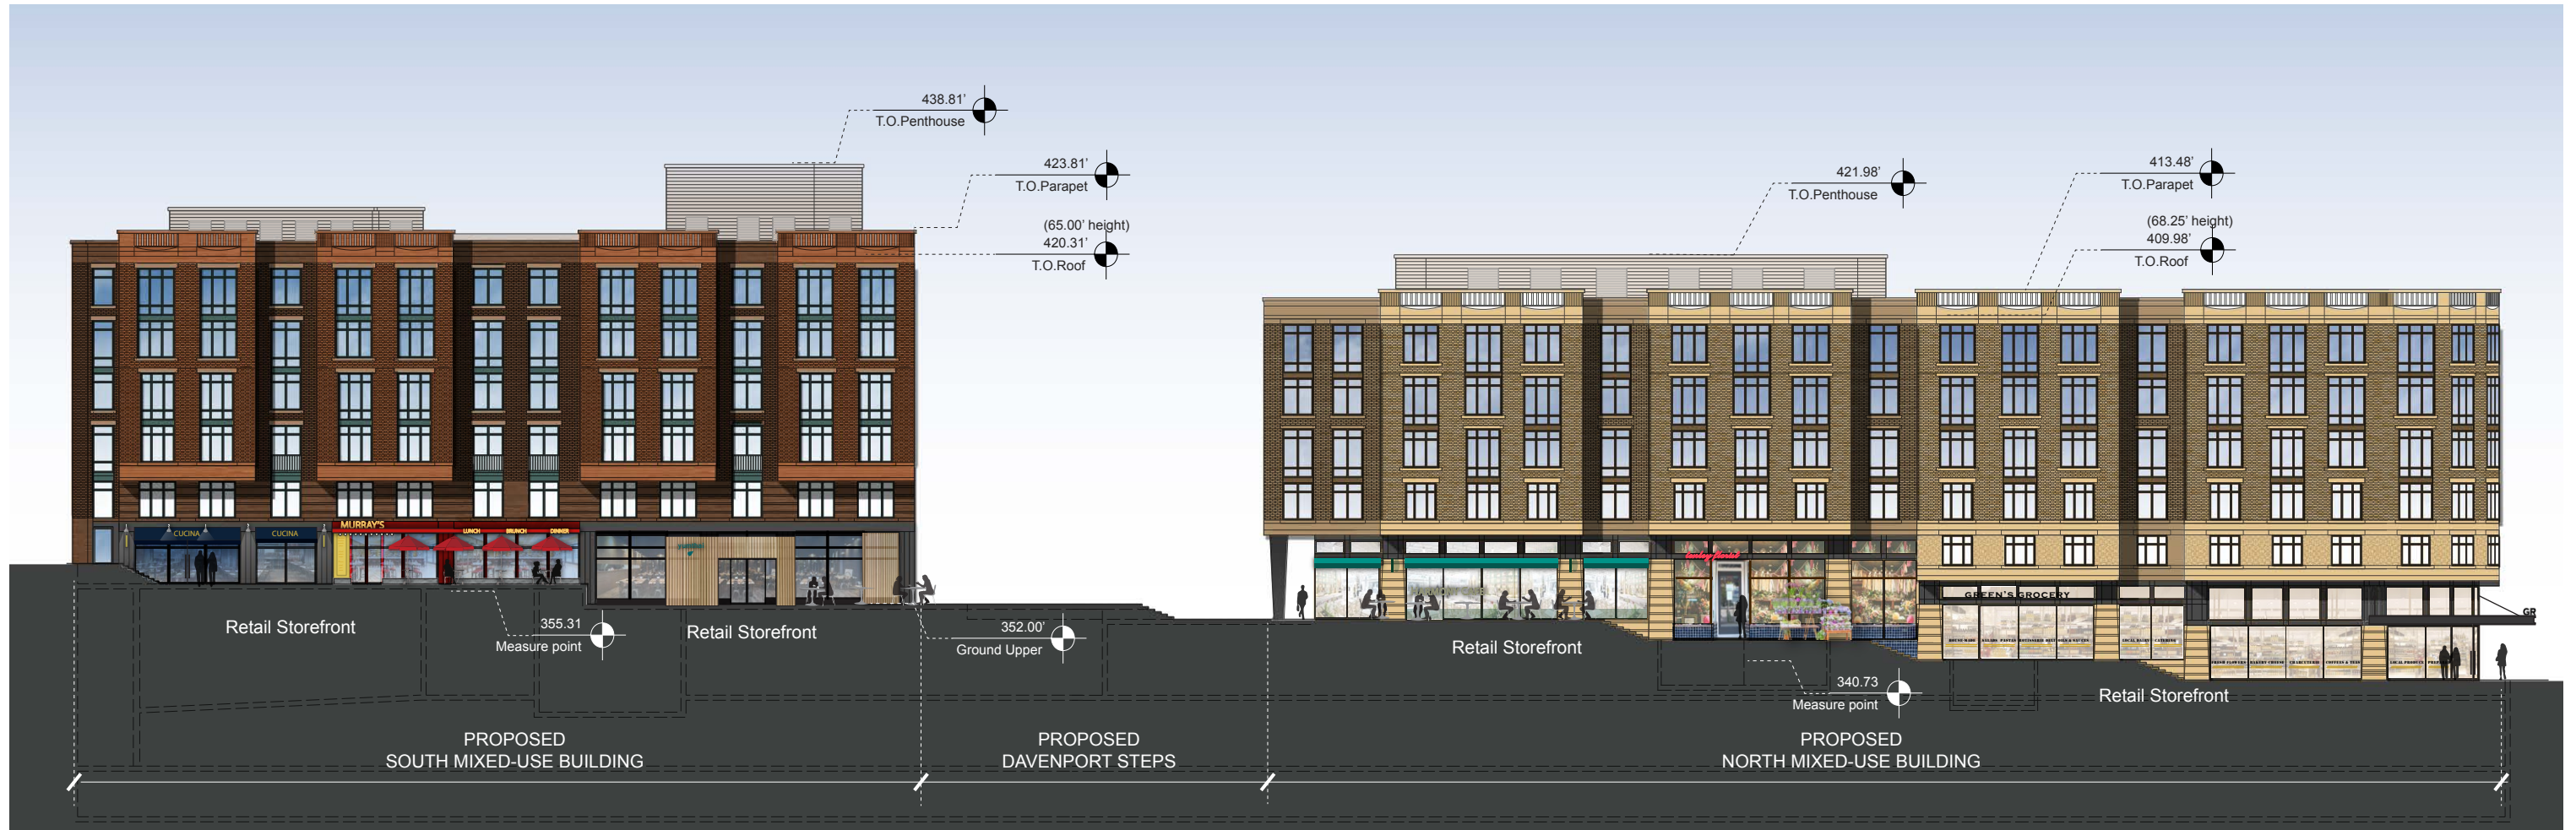 438.81'
T.O.Penthouse
423.81'
T.O.Parapet
(65.00' height)
420.31'
T.O.Roof
421.98'
T.O.Penthouse
413.48'
T.O.Parapet
(68.25' height)
409.98'
T.O.Roof
CUCINA
CUCINA
MURRAY'S
LUNCH
BRUNCH
DINNER
GREEN'S GROCERY
GR
Retail Storefront
355.31
Measure point
Retail Storefront
352.00'
Ground Upper
Retail Storefront
340.73
Measure point
Retail Storefront
PROPOSED
SOUTH MIXED-USE BUILDING
PROPOSED
DAVENPORT STEPS
PROPOSED
NORTH MIXED-USE BUILDING